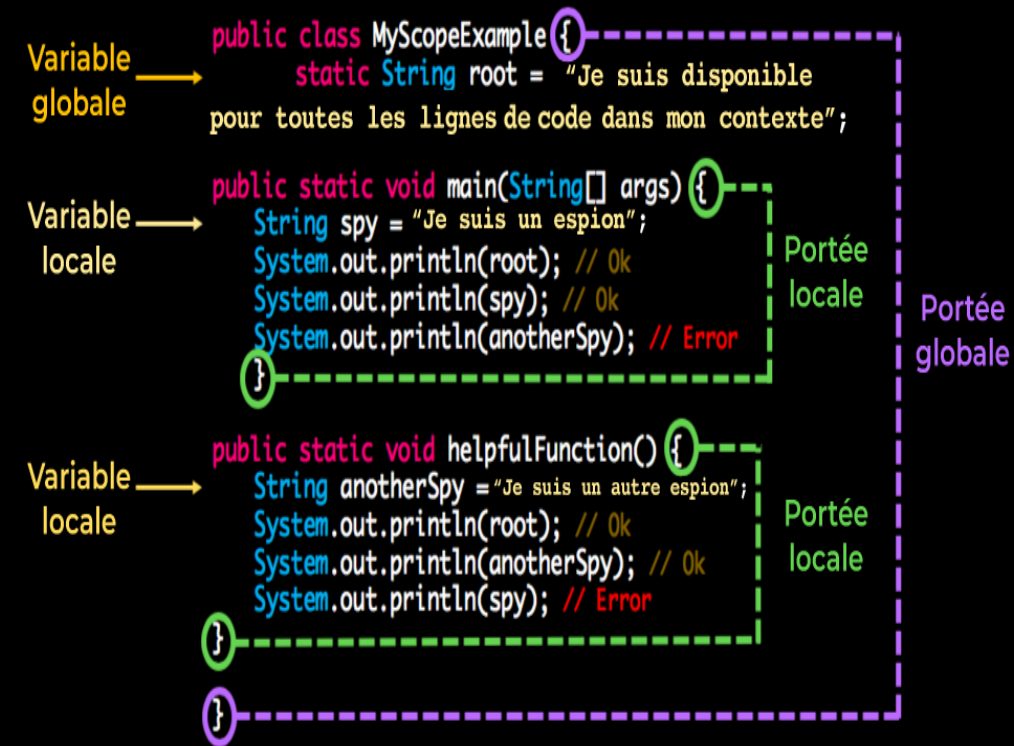 public class MyScopeExample {
Variable
globale
static String root = “Je suis disponible
pour toutes les lignes de code dans mon contexte”;
public static void main(String[] args) {
Variable
locale
String spy = “Je suis un espion”;
System.out.println(root); // Ok
System.out.println(spy); // Ok
System.out.println(anotherSpy); // Error
}
Portée
locale
Portée
globale
public static void helpfulFunction() {
Variable
locale
String anotherSpy =“Je suis un autre espion”;
System.out.println(root); // Ok
System.out.println(anotherSpy); // Ok
System.out.println(spy); // Error
}
Portée
locale
}